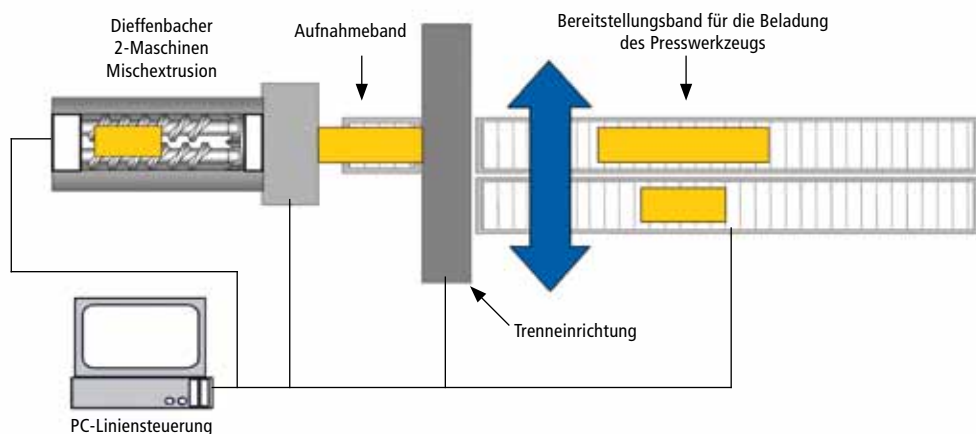 Dieffenbacher
2-Maschinen
Mischextrusion
Aufnahmeband
Bereitstellungsband für die Beladung
des Presswerkzeugs
Trenneinrichtung
PC-Liniensteuerung